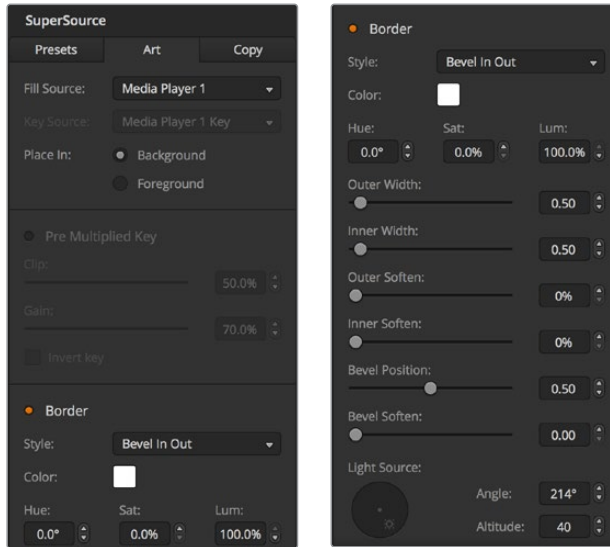 SuperSource
Presets Art Copy
Fill Source: Media Player 1
Key Source: Media Player 1 Key
Place In: Background
Foreground
Pre Multiplied Key
Clip:
50.0%
Gain:
70.0%
Invert key
Border
Style: Bevel In Out
Color:
Hue: Sat: Lum:
0.0° 0.0% 100.0%
Border
Style: Bevel In Out
Color:
Hue: Sat: Lum:
0.0° 0.0% 100.0%
Outer Width:
0.50
Inner Width:
0.50
Outer Soften:
0%
Inner Soften:
0%
Bevel Position:
0.50
Bevel Soften:
0.00
Light Source:
Angle: 214°
Altitude: 40